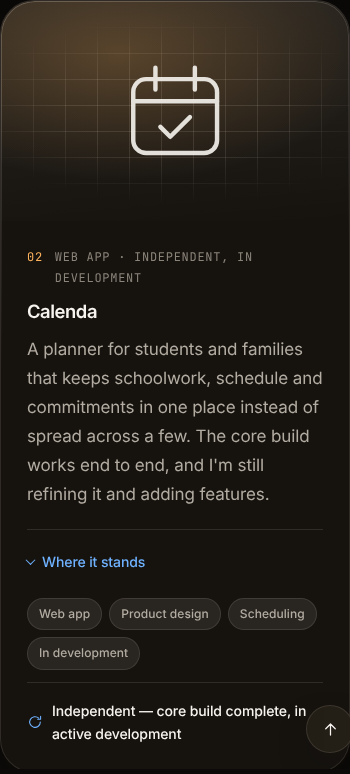 02 WEB APP · INDEPENDENT, IN
DEVELOPMENT
Calenda
A planner for students and families
that keeps schoolwork, schedule and
commitments in one place instead of
spread across a few. The core build
works end to end, and I'm still
refining it and adding features.
Where it stands
Web app Product design Scheduling
In development
Independent — core build complete, in
active development